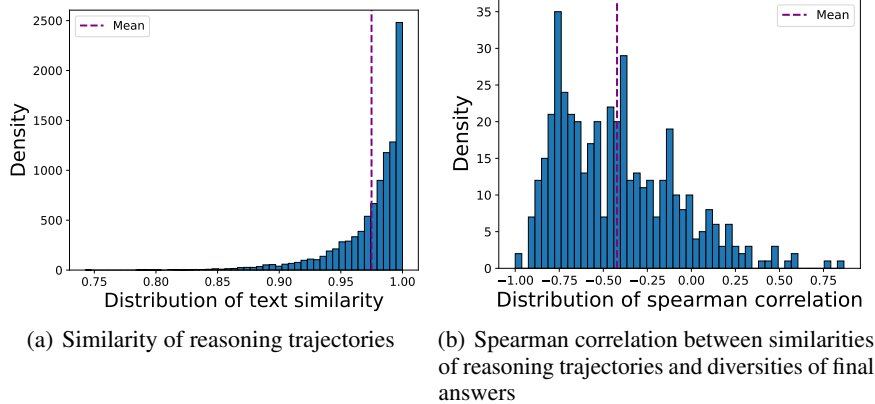 Mean
Density
2500
2000
1500
1000
500
0
0.75 0.80 0.85 0.90 0.95 1.00
Distribution of text similarity
(a) Similarity of reasoning trajectories
Mean
Density
35
30
25
20
15
10
5
0
−1.00 −0.75 −0.50 −0.25 0.00 0.25 0.50 0.75
Distribution of spearman correlation
(b) Spearman correlation between similarities
of reasoning trajectories and diversities of final
answers